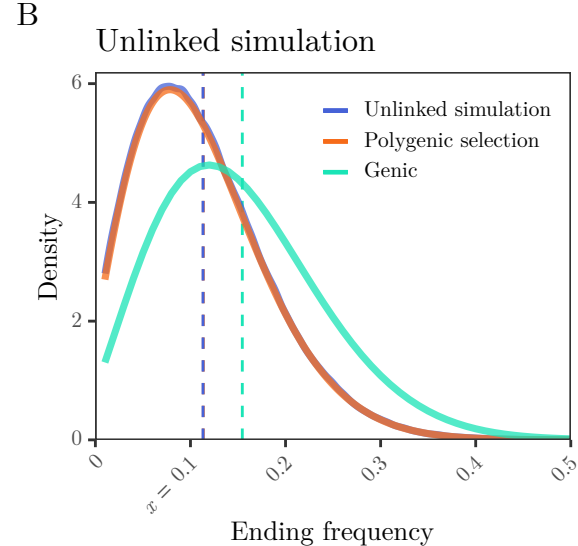 B
Unlinked simulation
6
4
2
0
Density
Unlinked simulation
Polygenic selection
Genic
0
x = 0.1
0.2
0.3
0.4
0.5
Ending frequency